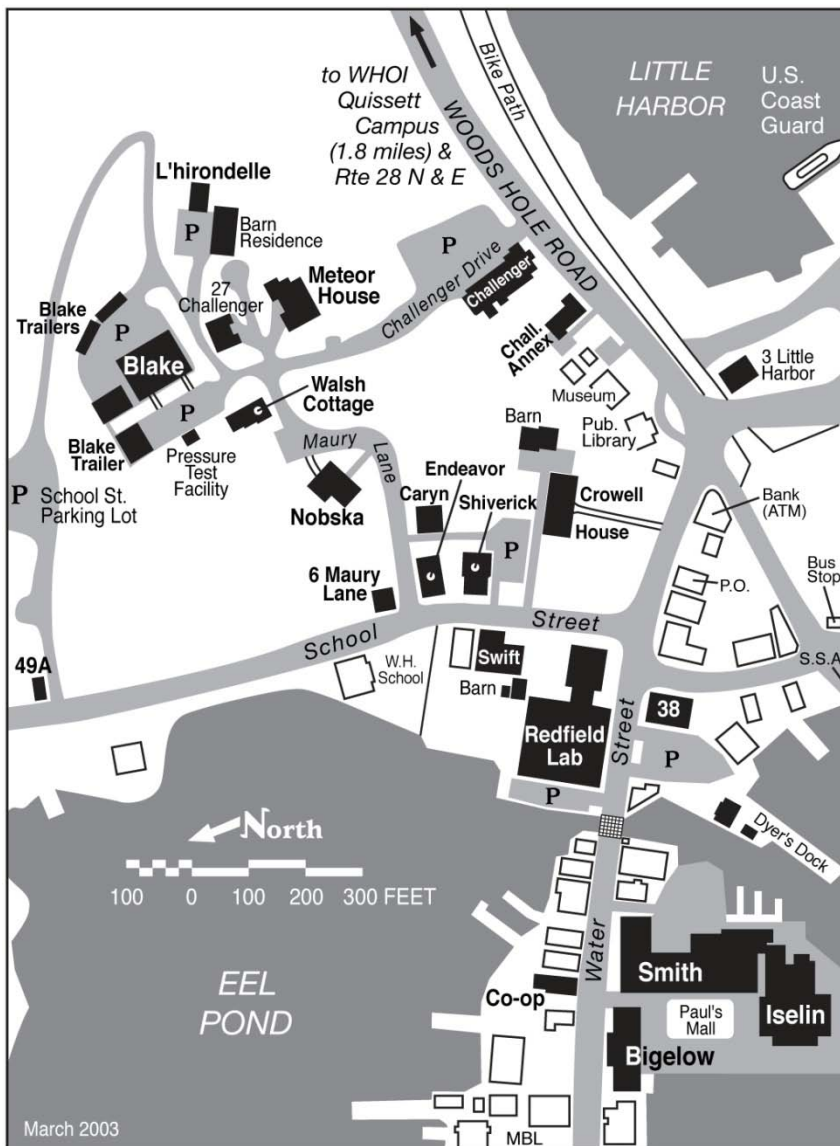 to WHOI
Quissett
Campus
(1.8 miles) &
Rte 28 N & E
WOODS HOLE ROAD
Bike Path
LITTLE
HARBOR
U.S.
Coast
Guard
L'hirondelle
P
Barn
Residence
27
Challenger
Meteor
House
P
Challenger Drive
Challenger
Blake
Trailers
P
Blake
Chall.
Annex
3 Little
Harbor
Museum
Pub.
Library
Walsh
Cottage
P
Blake
Trailer
Pressure
Test
Facility
Maury
Lane
Barn
P
School St.
Parking Lot
Nobska
Endeavor
Caryn
Shiverick
P
Crowell
House
Bank
(ATM)
Bus
Stop
P.O.
6 Maury
Lane
School
Street
S.S.A
49A
W.H.
School
Swift
Barn
Redfield
Lab
38
Street
P
P
North
100 0 100 200 300 FEET
Dyer's Dock
EEL
POND
Water
Co-op
Smith
Paul's
Mall
Iselin
Bigelow
MBL
March 2003